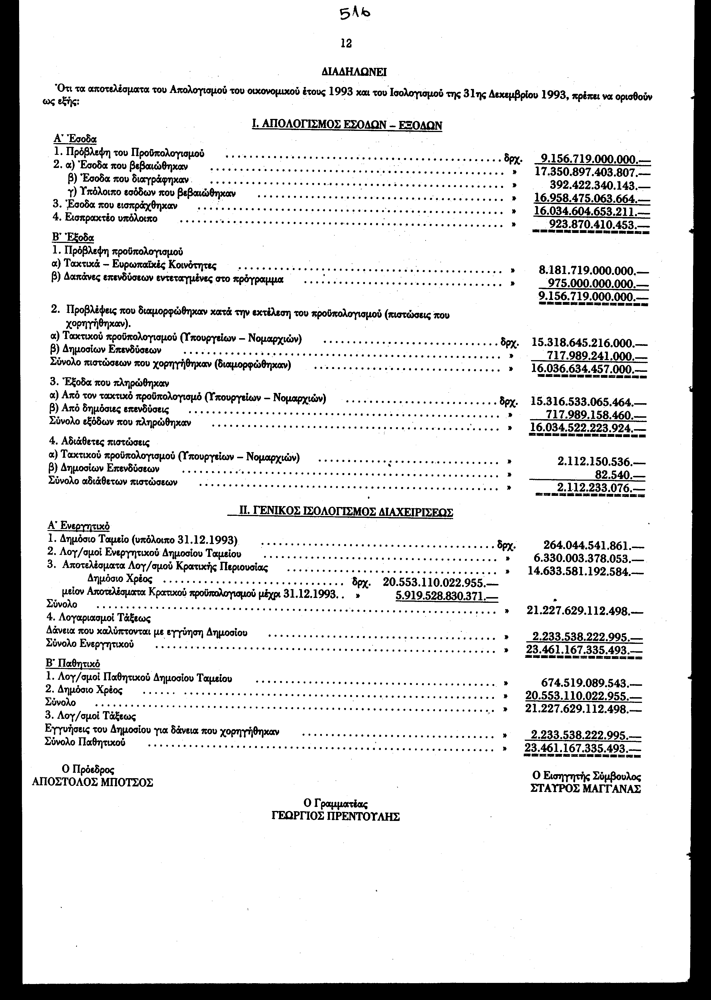 516
12
ΔΙΑΔΗΛΩΝΕΙ
Ότι τα αποτελέσματα του Απολογισμού του οικονομικού έτους 1993 και του Ισολογισμού της 31ης Δεκεμβρίου 1993, πρέπει να ορισθούν
ως εξής:
I. ΑΠΟΛΟΓΙΣΜΟΣ ΕΣΟΔΩΝ – ΕΞΟΔΩΝ
Α' Έσοδα
1. Πρόβλεψη του Προϋπολογισμού ..... δρχ. 9.156.719.000.000.—
2. α) Έσοδα που βεβαιώθηκαν ..... » 17.350.897.403.807.—
β) Έσοδα που διαγράφηκαν ..... » 392.422.340.143.—
γ) Υπόλοιπο εσόδων που βεβαιώθηκαν ..... » 16.958.475.063.664.—
3. Έσοδα που εισπράχθηκαν ..... » 16.034.604.653.211.—
4. Εισπρακτέο υπόλοιπο ..... » 923.870.410.453.—
Β' Έξοδα
1. Πρόβλεψη προϋπολογισμού
α) Τακτικά – Ευρωπαϊκές Κοινότητες ..... » 8.181.719.000.000.—
β) Δαπάνες επενδύσεων εντεταγμένες στο πρόγραμμα ..... » 975.000.000.000.—
9.156.719.000.000.—
2. Προβλέψεις που διαμορφώθηκαν κατά την εκτέλεση του προϋπολογισμού (πιστώσεις που
χορηγήθηκαν).
α) Τακτικού προϋπολογισμού (Υπουργείων – Νομαρχιών) ..... δρχ. 15.318.645.216.000.—
β) Δημοσίων Επενδύσεων ..... » 717.989.241.000.—
Σύνολο πιστώσεων που χορηγήθηκαν (διαμορφώθηκαν) ..... » 16.036.634.457.000.—
3. Έξοδα που πληρώθηκαν
α) Από τον τακτικό προϋπολογισμό (Υπουργείων – Νομαρχιών) ..... δρχ. 15.316.533.065.464.—
β) Από δημόσιες επενδύσεις ..... » 717.989.158.460.—
Σύνολο εξόδων που πληρώθηκαν ..... » 16.034.522.223.924.—
4. Αδιάθετες πιστώσεις
α) Τακτικού προϋπολογισμού (Υπουργείων – Νομαρχιών) ..... » 2.112.150.536.—
β) Δημοσίων Επενδύσεων ..... » 82.540.—
Σύνολο αδιάθετων πιστώσεων ..... » 2.112.233.076.—
II. ΓΕΝΙΚΟΣ ΙΣΟΛΟΓΙΣΜΟΣ ΔΙΑΧΕΙΡΙΣΕΩΣ
Α' Ενεργητικό
1. Δημόσιο Ταμείο (υπόλοιπο 31.12.1993) ..... δρχ. 264.044.541.861.—
2. Λογ/σμοί Ενεργητικού Δημοσίου Ταμείου ..... » 6.330.003.378.053.—
3. Αποτελέσματα Λογ/σμού Κρατικής Περιουσίας ..... » 14.633.581.192.584.—
Δημόσιο Χρέος ..... δρχ. 20.553.110.022.955.—
μείον Αποτελέσματα Κρατικού προϋπολογισμού μέχρι 31.12.1993. . » 5.919.528.830.371.—
Σύνολο ..... » 21.227.629.112.498.—
4. Λογαριασμοί Τάξεως
Δάνεια που καλύπτονται με εγγύηση Δημοσίου ..... » 2.233.538.222.995.—
Σύνολο Ενεργητικού ..... » 23.461.167.335.493.—
Β' Παθητικό
1. Λογ/σμοί Παθητικού Δημοσίου Ταμείου ..... » 674.519.089.543.—
2. Δημόσιο Χρέος ..... » 20.553.110.022.955.—
Σύνολο ..... » 21.227.629.112.498.—
3. Λογ/σμοί Τάξεως
Εγγυήσεις του Δημοσίου για δάνεια που χορηγήθηκαν ..... » 2.233.538.222.995.—
Σύνολο Παθητικού ..... » 23.461.167.335.493.—
Ο Πρόεδρος
ΑΠΟΣΤΟΛΟΣ ΜΠΟΤΣΟΣ
Ο Εισηγητής Σύμβουλος
ΣΤΑΥΡΟΣ ΜΑΓΓΑΝΑΣ
Ο Γραμματέας
ΓΕΩΡΓΙΟΣ ΠΡΕΝΤΟΥΛΗΣ